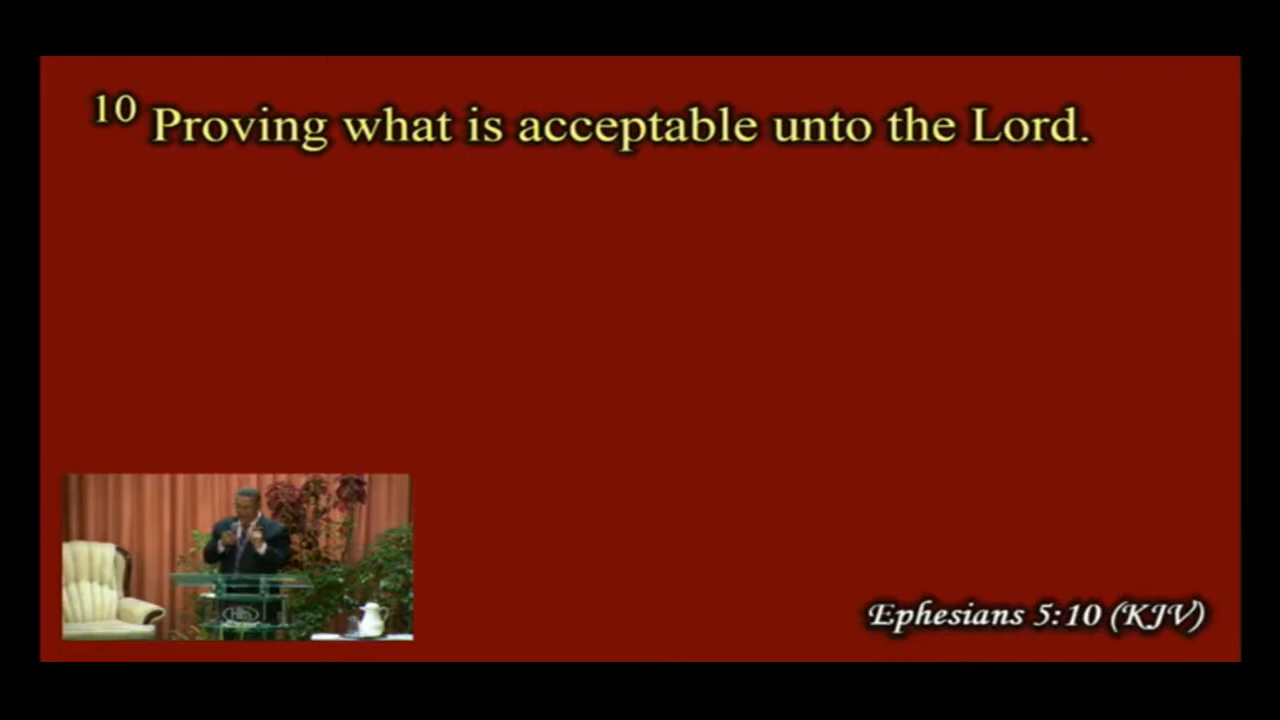 10 Proving what is acceptable unto the Lord.
Ephesians 5:10 (KJV)